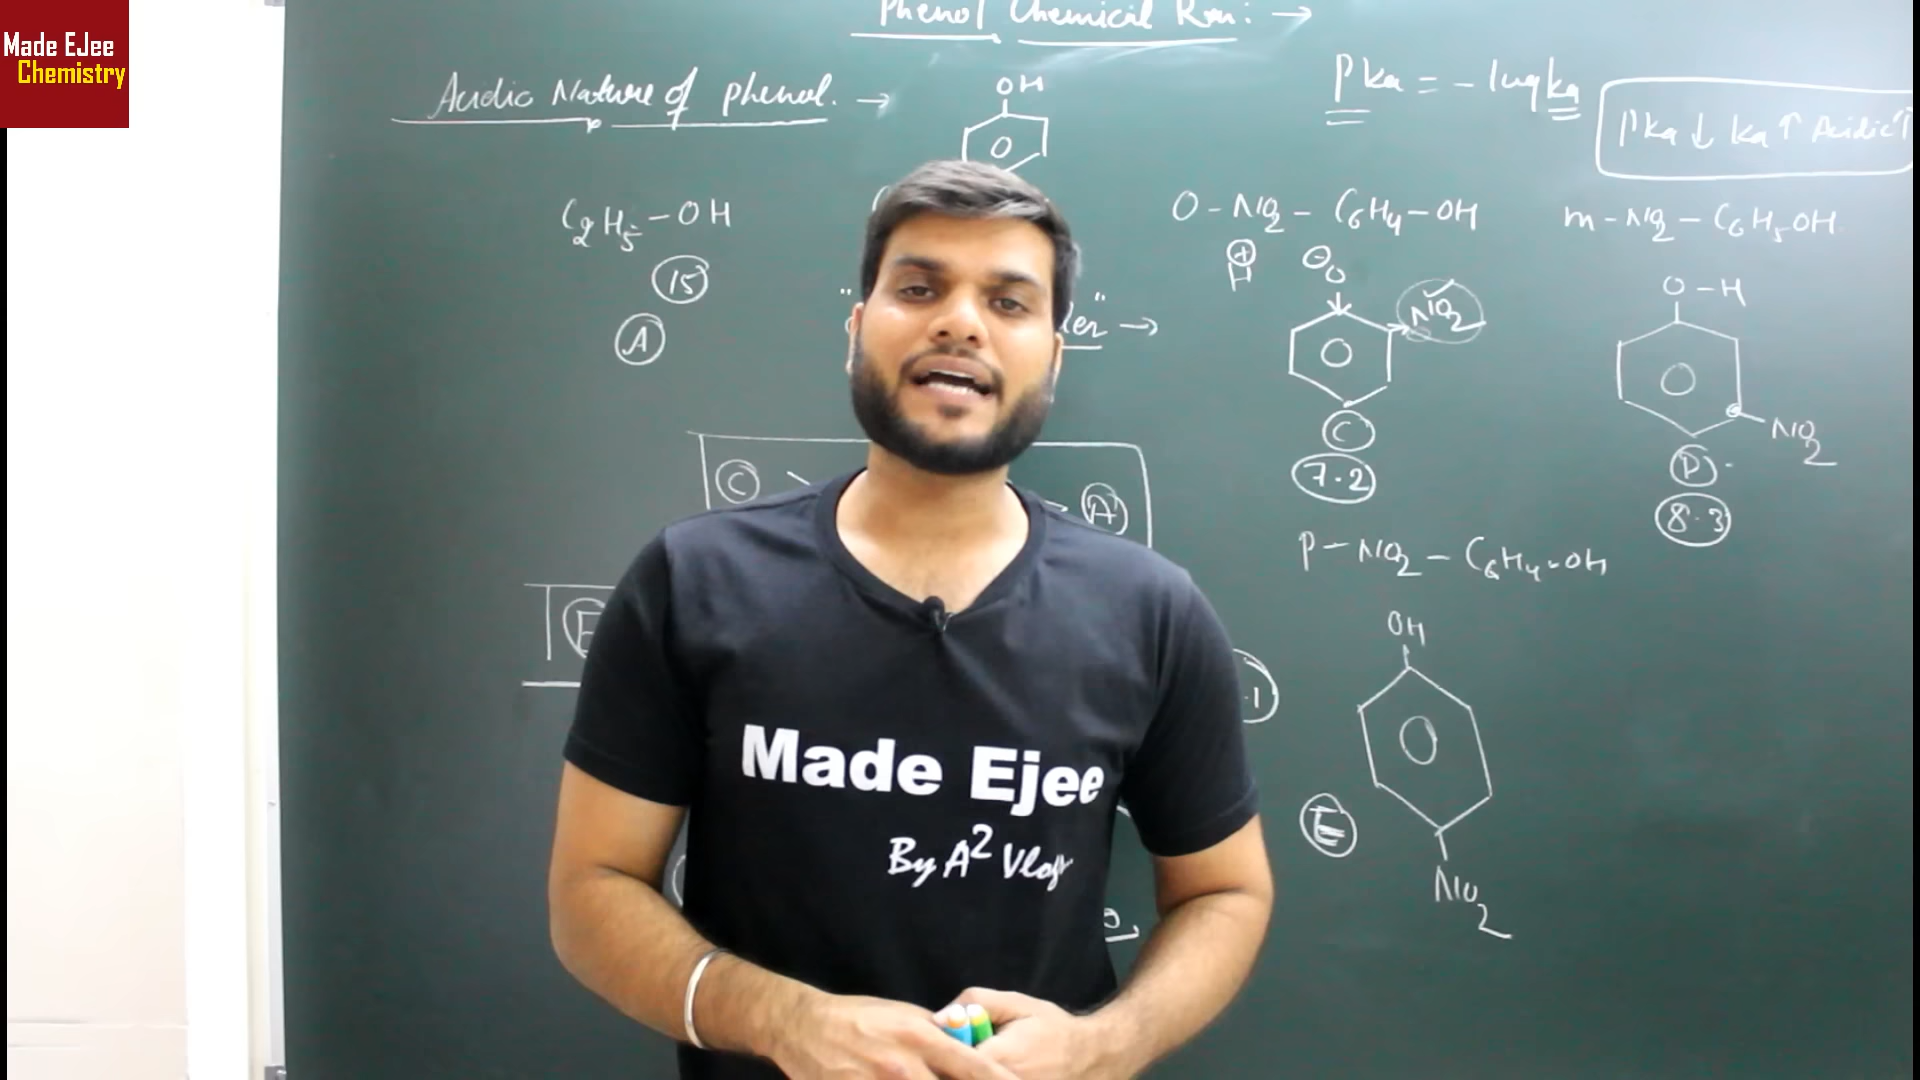 Made EJee
Chemistry
Phenol Chemical Rxn: →
Acidic Nature of phenol. →
OH
pka = - log ka
pka ↓ ka ↑ Acidic ↑
C2H5-OH
15
A
O-NO2-C6H4-OH
m-NO2-C6H5OH
⊕
H
⊖
O
NO2
C
7.2
O-H
NO2
D
8.3
C
A
p-NO2-C6H4-OH
OH
E
NO2
Made Ejee
By A2 Vlogs